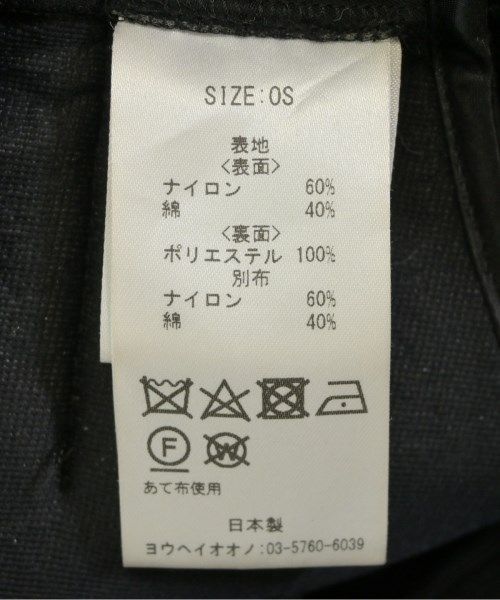 SIZE:OS
表地
<表面>
ナイロン 60%
綿 40%
<裏面>
ポリエステル 100%
別布
ナイロン 60%
綿 40%
F W
あて布使用
日本製
ヨウヘイオオノ:03-5760-6039